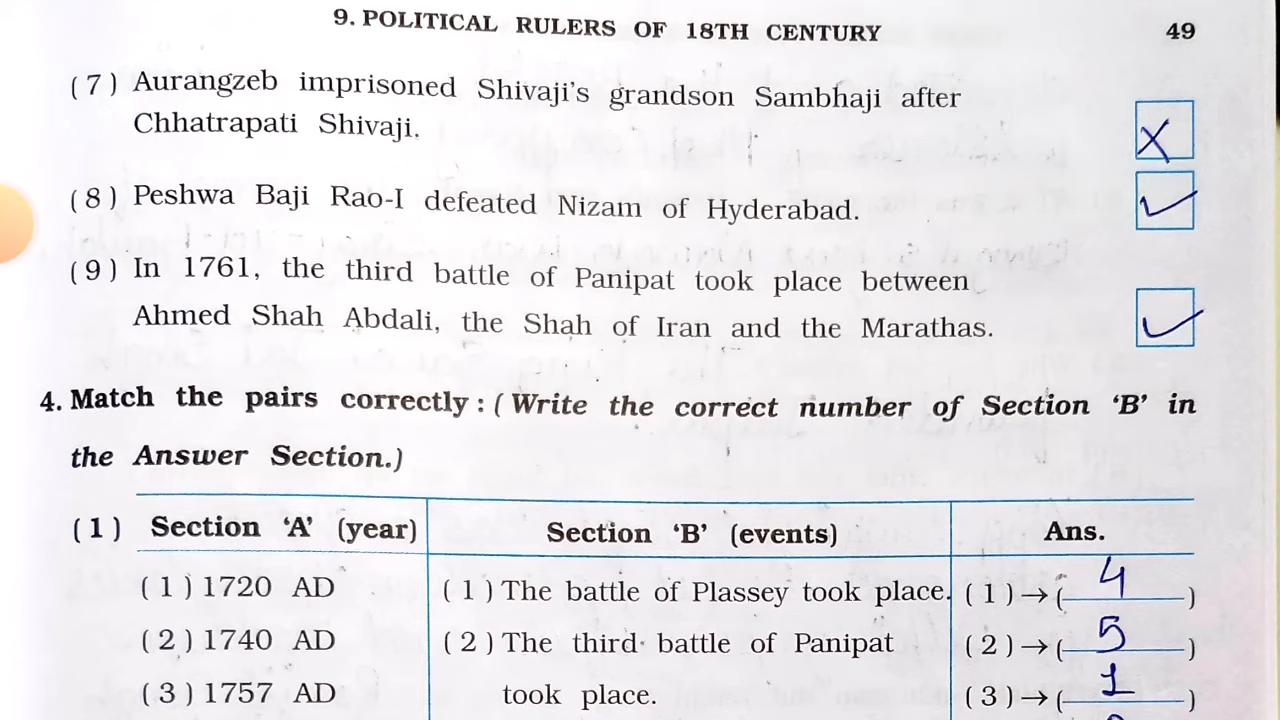 9. POLITICAL RULERS OF 18TH CENTURY 49
(7) Aurangzeb imprisoned Shivaji's grandson Sambhaji after
Chhatrapati Shivaji. X
(8) Peshwa Baji Rao-I defeated Nizam of Hyderabad. ✓
(9) In 1761, the third battle of Panipat took place between
Ahmed Shah Abdali, the Shah of Iran and the Marathas. ✓
4. Match the pairs correctly : ( Write the correct number of Section 'B' in
the Answer Section.)
(1) Section 'A' (year) Section 'B' (events) Ans.
(1) 1720 AD (1) The battle of Plassey took place. (1)→( 4 )
(2) 1740 AD (2) The third battle of Panipat (2)→( 5 )
(3) 1757 AD took place. (3)→( 1 )